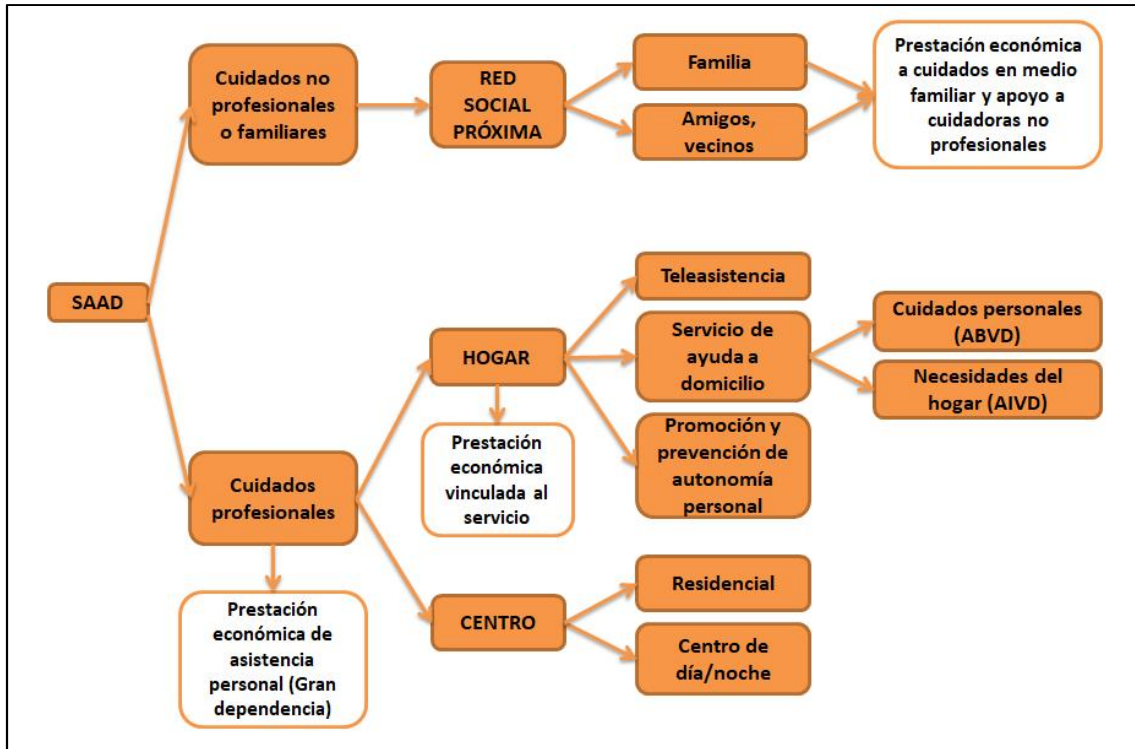 Cuidados no
profesionales
o familiares
RED
SOCIAL
PRÓXIMA
Familia
Amigos,
vecinos
Prestación económica
a cuidados en medio
familiar y apoyo a
cuidadoras no
profesionales
SAAD
HOGAR
Prestación
económica
vinculada al
servicio
Teleasistencia
Servicio de
ayuda a
domicilio
Promoción y
prevención de
autonomía
personal
Cuidados personales
(ABVD)
Necesidades del
hogar (AIVD)
Cuidados
profesionales
Prestación
económica de
asistencia
personal (Gran
dependencia)
CENTRO
Residencial
Centro de
día/noche